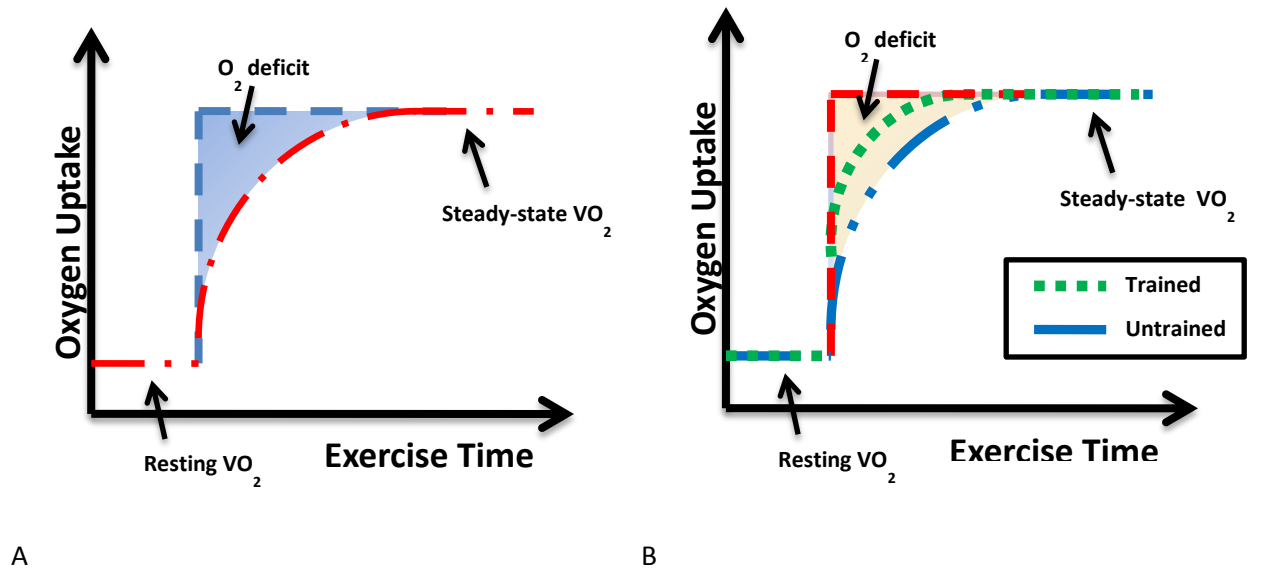 O2 deficit
Oxygen Uptake
Steady-state VO2
Resting VO2
Exercise Time
A
O2 deficit
Oxygen Uptake
Steady-state VO2
Trained
Untrained
Resting VO2
Exercise Time
B